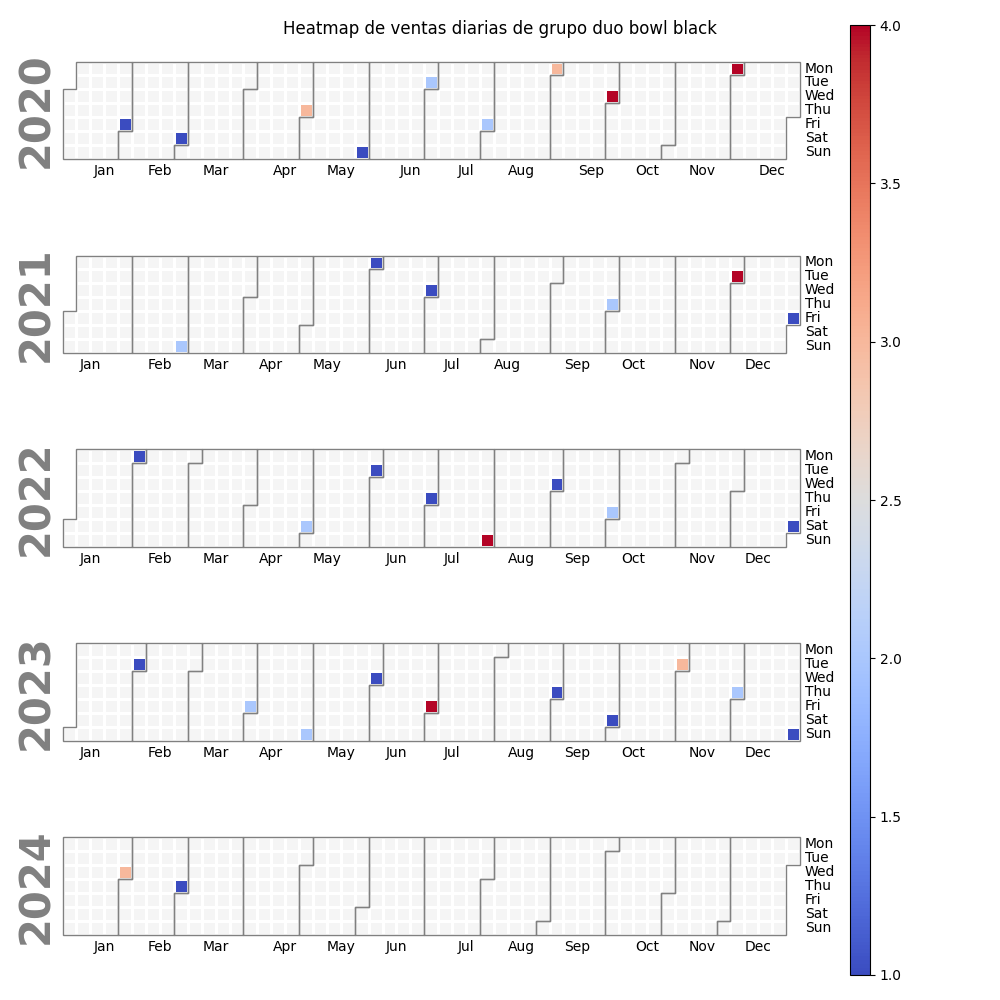 Heatmap de ventas diarias de grupo duo bowl black
4.0
3.5
3.0
2.5
2.0
1.5
1.0
2020
Mon
Tue
Wed
Thu
Fri
Sat
Sun
Jan Feb Mar Apr May Jun Jul Aug Sep Oct Nov Dec
2021
Mon
Tue
Wed
Thu
Fri
Sat
Sun
Jan Feb Mar Apr May Jun Jul Aug Sep Oct Nov Dec
2022
Mon
Tue
Wed
Thu
Fri
Sat
Sun
Jan Feb Mar Apr May Jun Jul Aug Sep Oct Nov Dec
2023
Mon
Tue
Wed
Thu
Fri
Sat
Sun
Jan Feb Mar Apr May Jun Jul Aug Sep Oct Nov Dec
2024
Mon
Tue
Wed
Thu
Fri
Sat
Sun
Jan Feb Mar Apr May Jun Jul Aug Sep Oct Nov Dec